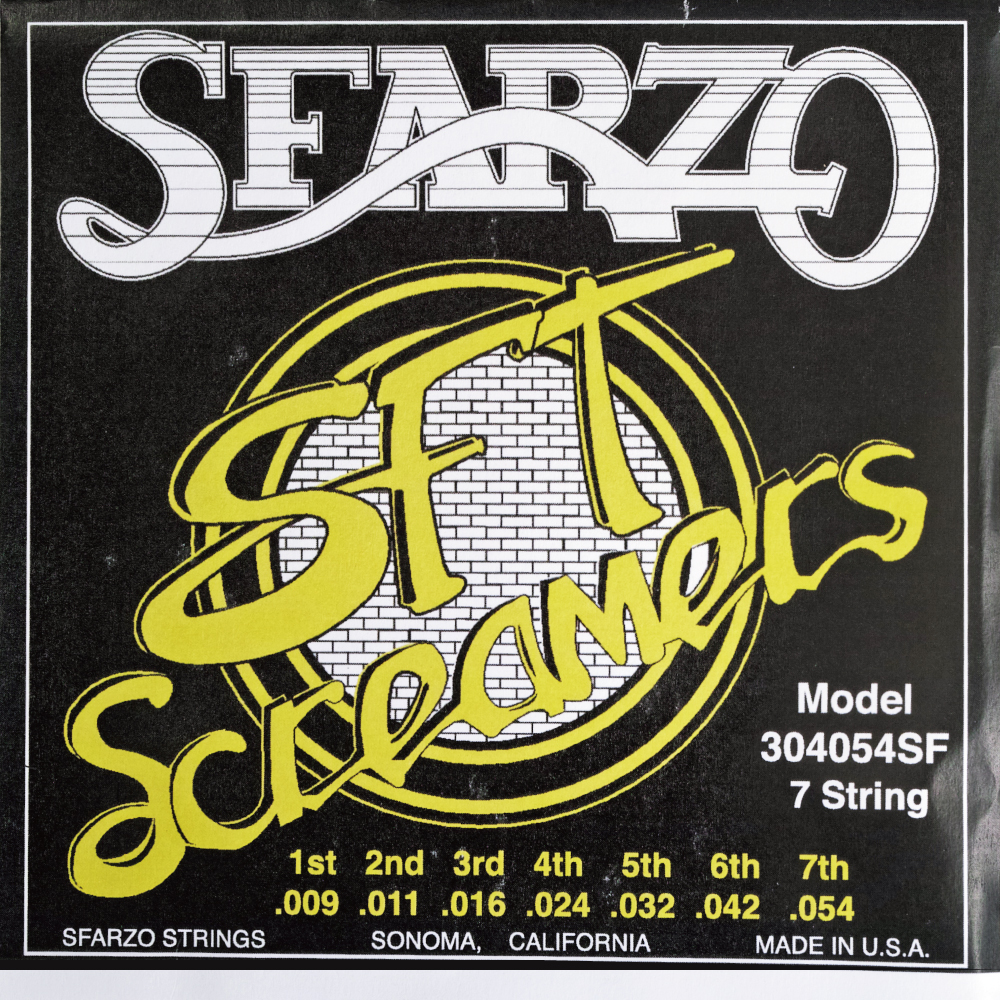 SFARZO
SFT
Screamers
Model
304054SF
7 String
1st 2nd 3rd 4th 5th 6th 7th
.009 .011 .016 .024 .032 .042 .054
SFARZO STRINGS SONOMA, CALIFORNIA MADE IN U.S.A.